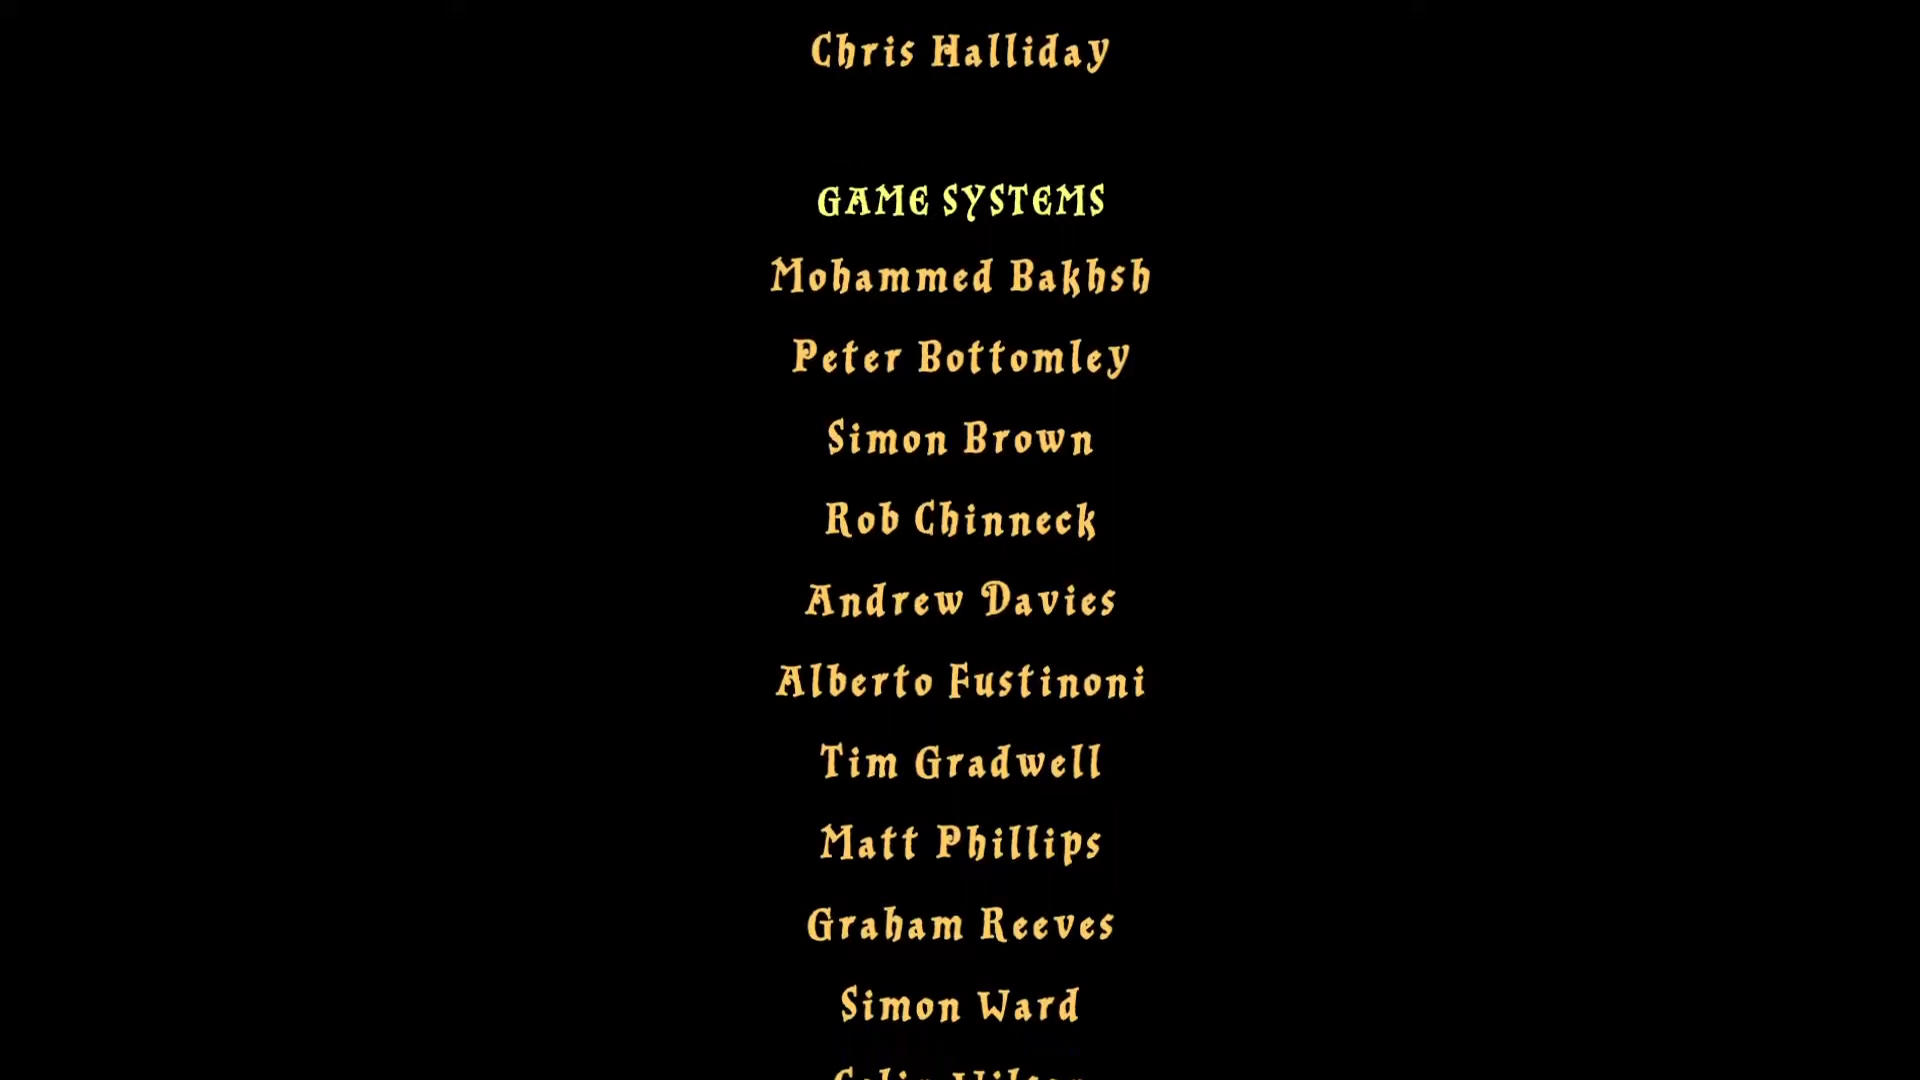 Chris Halliday
GAME SYSTEMS
Mohammed Bakhsh
Peter Bottomley
Simon Brown
Rob Chinneck
Andrew Davies
Alberto Fustinoni
Tim Gradwell
Matt Phillips
Graham Reeves
Simon Ward